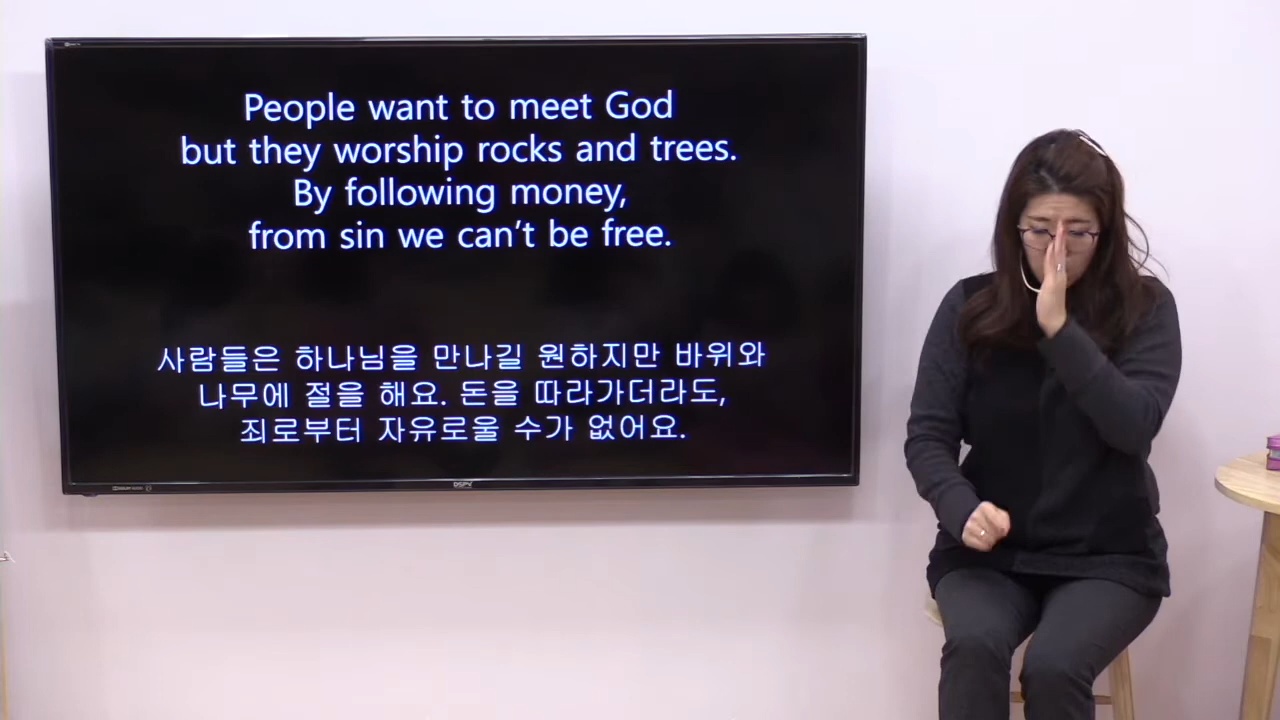 People want to meet God
but they worship rocks and trees.
By following money,
from sin we can't be free.
사람들은 하나님을 만나길 원하지만 바위와
나무에 절을 해요. 돈을 따라가더라도,
죄로부터 자유로울 수가 없어요.
DSPV